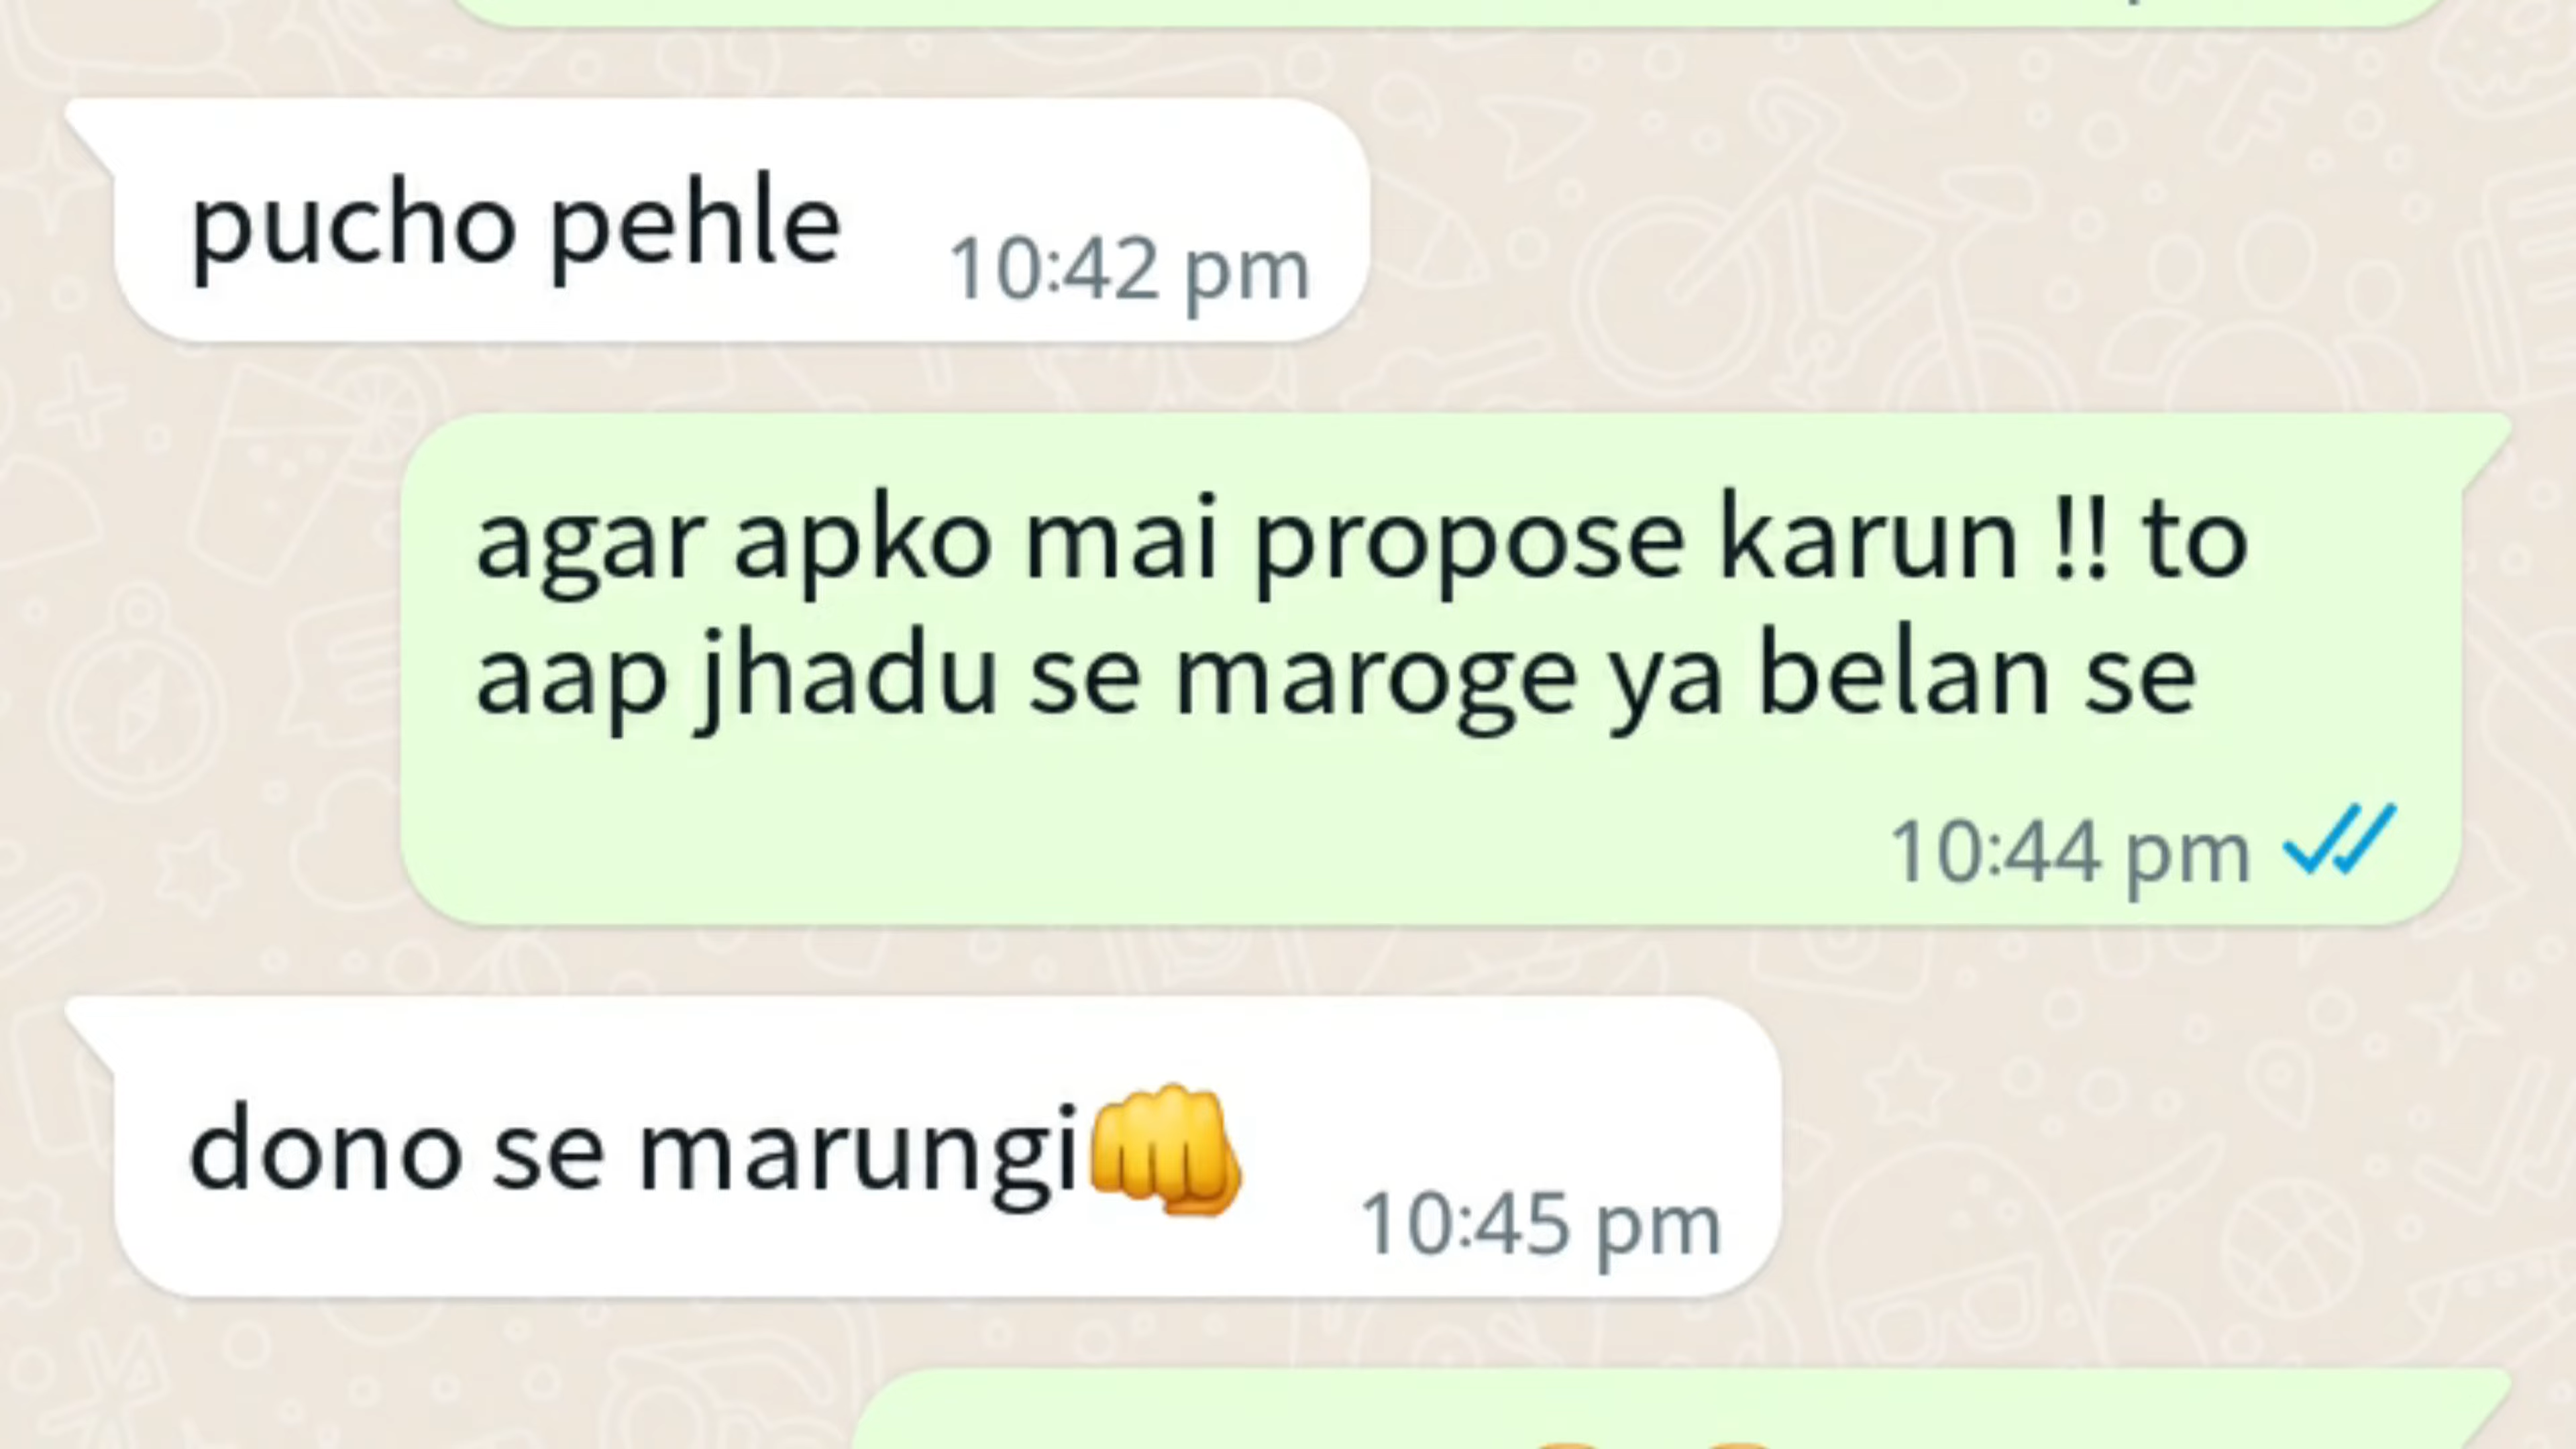 pucho pehle
10:42 pm
agar apko mai propose karun !! to
aap jhadu se maroge ya belan se
10:44 pm
dono se marungi👊
10:45 pm